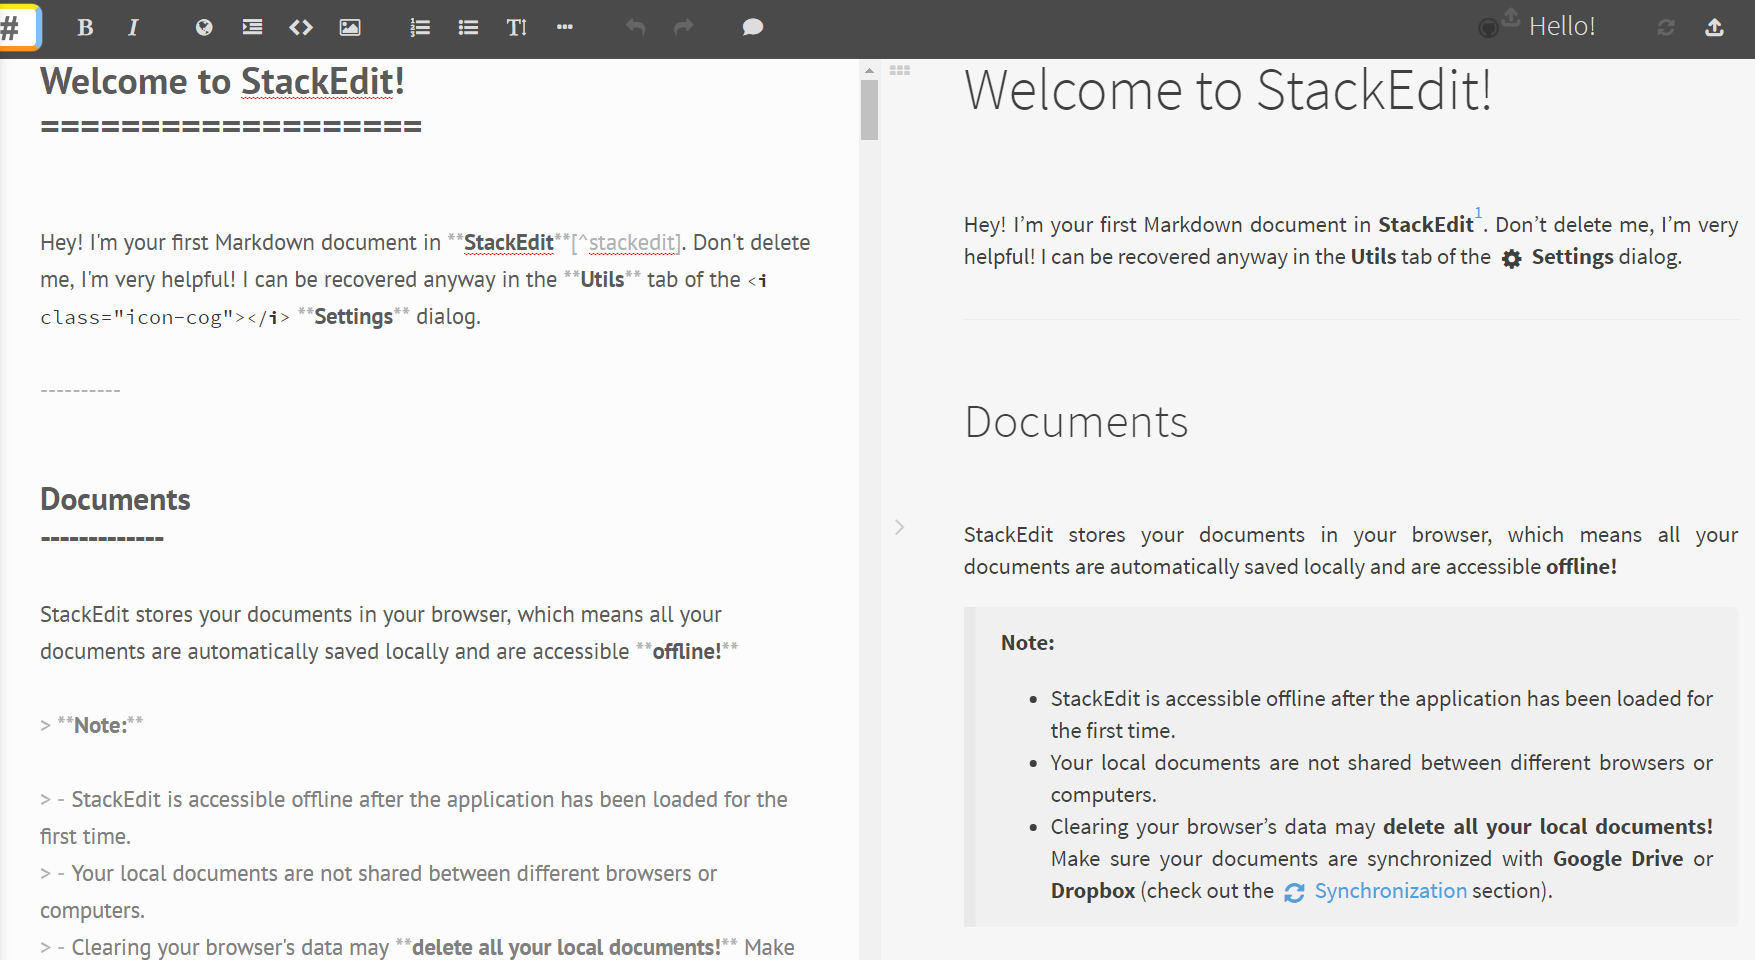 #
B I
Hello!
Welcome to StackEdit!
===================
Hey! I'm your first Markdown document in **StackEdit**[^stackedit]. Don't delete
me, I'm very helpful! I can be recovered anyway in the **Utils** tab of the <i
class="icon-cog"></i> **Settings** dialog.
----------
Documents
-------------
StackEdit stores your documents in your browser, which means all your
documents are automatically saved locally and are accessible **offline!**
> **Note:**
> - StackEdit is accessible offline after the application has been loaded for the
first time.
> - Your local documents are not shared between different browsers or
computers.
> - Clearing your browser's data may **delete all your local documents!** Make
Welcome to StackEdit!
Hey! I’m your first Markdown document in StackEdit1. Don’t delete me, I’m very
helpful! I can be recovered anyway in the Utils tab of the Settings dialog.
Documents
StackEdit stores your documents in your browser, which means all your
documents are automatically saved locally and are accessible offline!
Note:
• StackEdit is accessible offline after the application has been loaded for
the first time.
• Your local documents are not shared between different browsers or
computers.
• Clearing your browser’s data may delete all your local documents!
Make sure your documents are synchronized with Google Drive or
Dropbox (check out the Synchronization section).